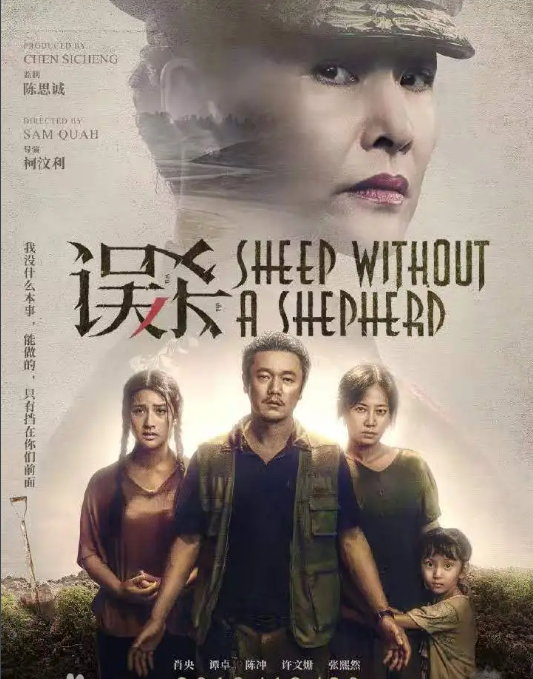 PRODUCED BY
CHEN SICHENG
监制
陈思诚
DIRECTED BY
SAM QUAH
导演
柯汶利
误杀
WU
SHA
SHEEP WITHOUT
A SHEPHERD
我没什么本事，能做的，只有挡在你们前面
肖央 谭卓 陈冲 许文姗 张熙然